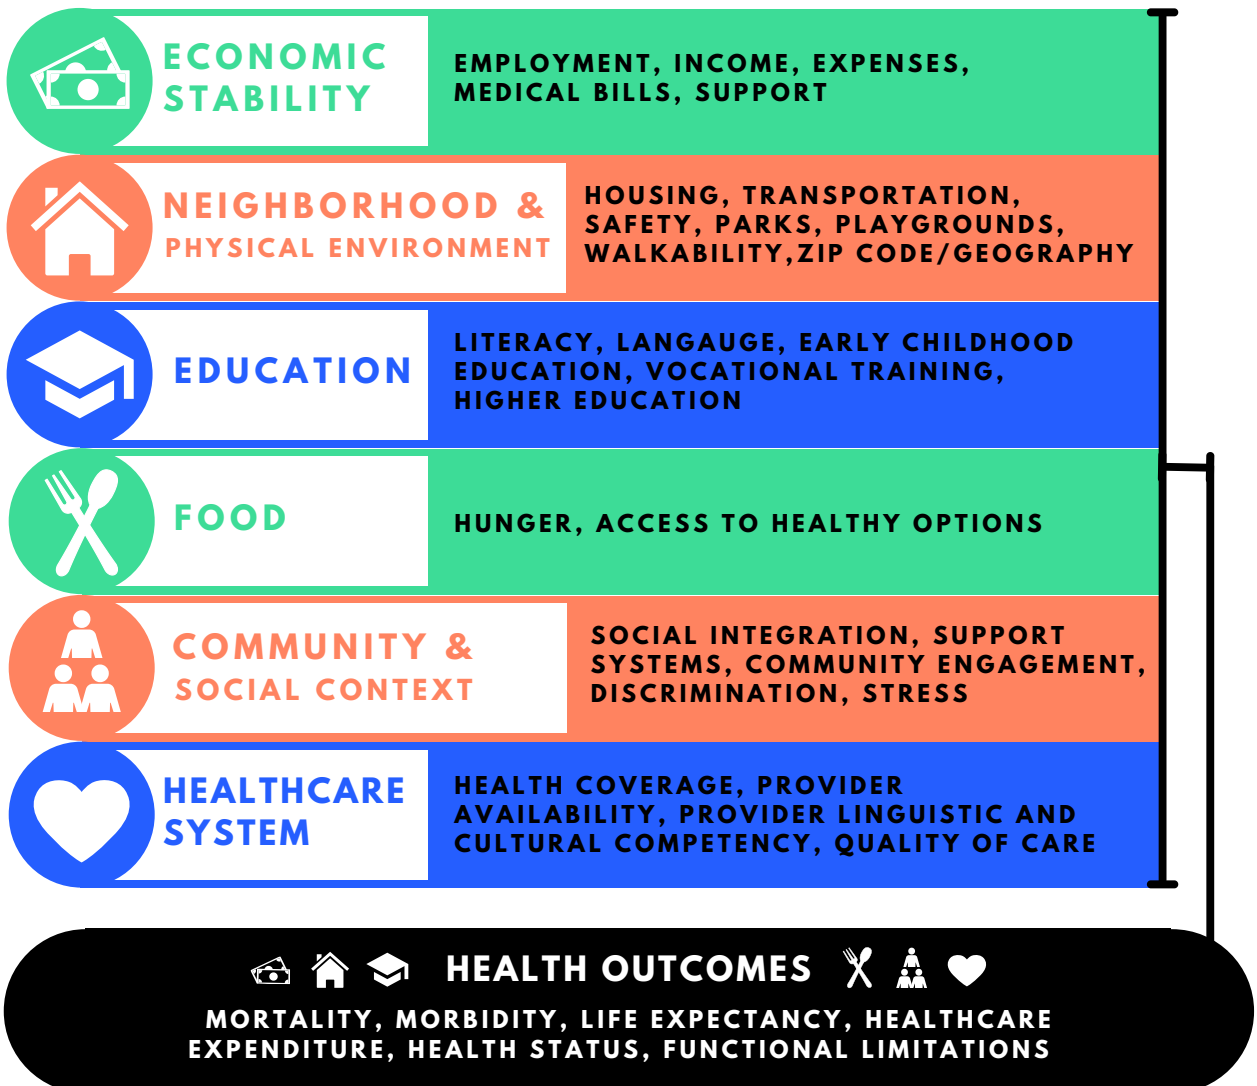 ECONOMIC
STABILITY
EMPLOYMENT, INCOME, EXPENSES,
MEDICAL BILLS, SUPPORT
NEIGHBORHOOD &
PHYSICAL ENVIRONMENT
HOUSING, TRANSPORTATION,
SAFETY, PARKS, PLAYGROUNDS,
WALKABILITY,ZIP CODE/GEOGRAPHY
EDUCATION
LITERACY, LANGAUGE, EARLY CHILDHOOD
EDUCATION, VOCATIONAL TRAINING,
HIGHER EDUCATION
FOOD
HUNGER, ACCESS TO HEALTHY OPTIONS
COMMUNITY &
SOCIAL CONTEXT
SOCIAL INTEGRATION, SUPPORT
SYSTEMS, COMMUNITY ENGAGEMENT,
DISCRIMINATION, STRESS
HEALTHCARE
SYSTEM
HEALTH COVERAGE, PROVIDER
AVAILABILITY, PROVIDER LINGUISTIC AND
CULTURAL COMPETENCY, QUALITY OF CARE
HEALTH OUTCOMES
MORTALITY, MORBIDITY, LIFE EXPECTANCY, HEALTHCARE
EXPENDITURE, HEALTH STATUS, FUNCTIONAL LIMITATIONS